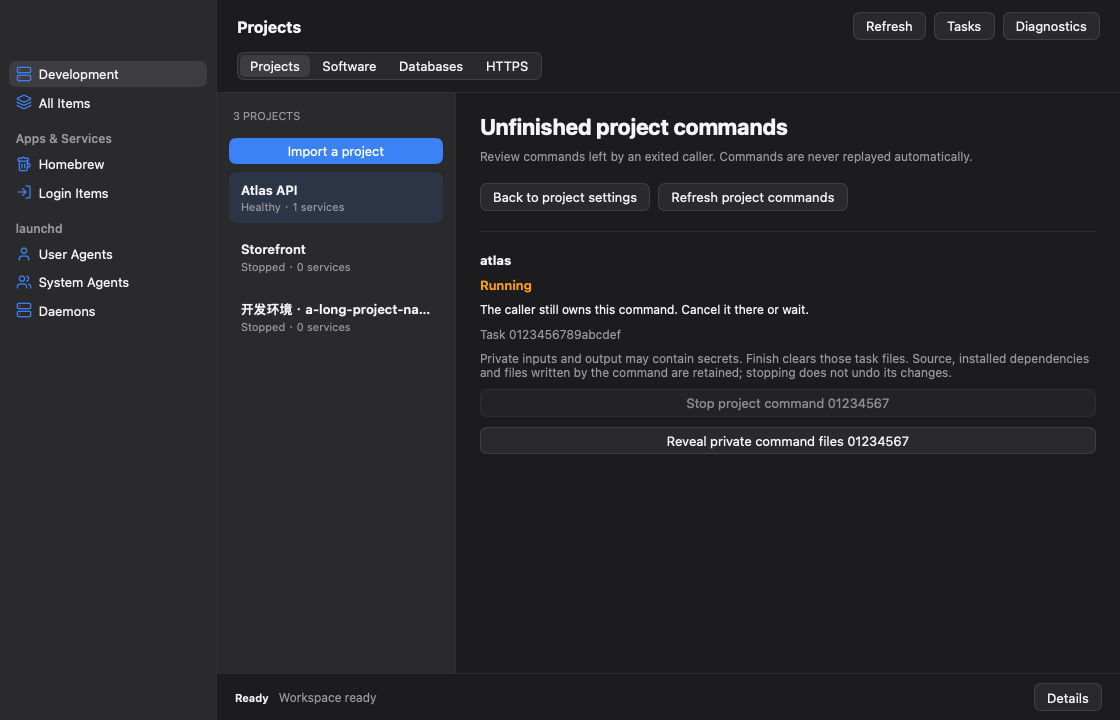 Projects
Refresh
Tasks
Diagnostics
Projects
Software
Databases
HTTPS
Development
All Items
Apps & Services
Homebrew
Login Items
launchd
User Agents
System Agents
Daemons
3 PROJECTS
Import a project
Atlas API
Healthy · 1 services
Storefront
Stopped · 0 services
开发环境 · a-long-project-na...
Stopped · 0 services
Unfinished project commands
Review commands left by an exited caller. Commands are never replayed automatically.
Back to project settings
Refresh project commands
atlas
Running
The caller still owns this command. Cancel it there or wait.
Task 0123456789abcdef
Private inputs and output may contain secrets. Finish clears those task files. Source, installed dependencies
and files written by the command are retained; stopping does not undo its changes.
Stop project command 01234567
Reveal private command files 01234567
Ready
Workspace ready
Details